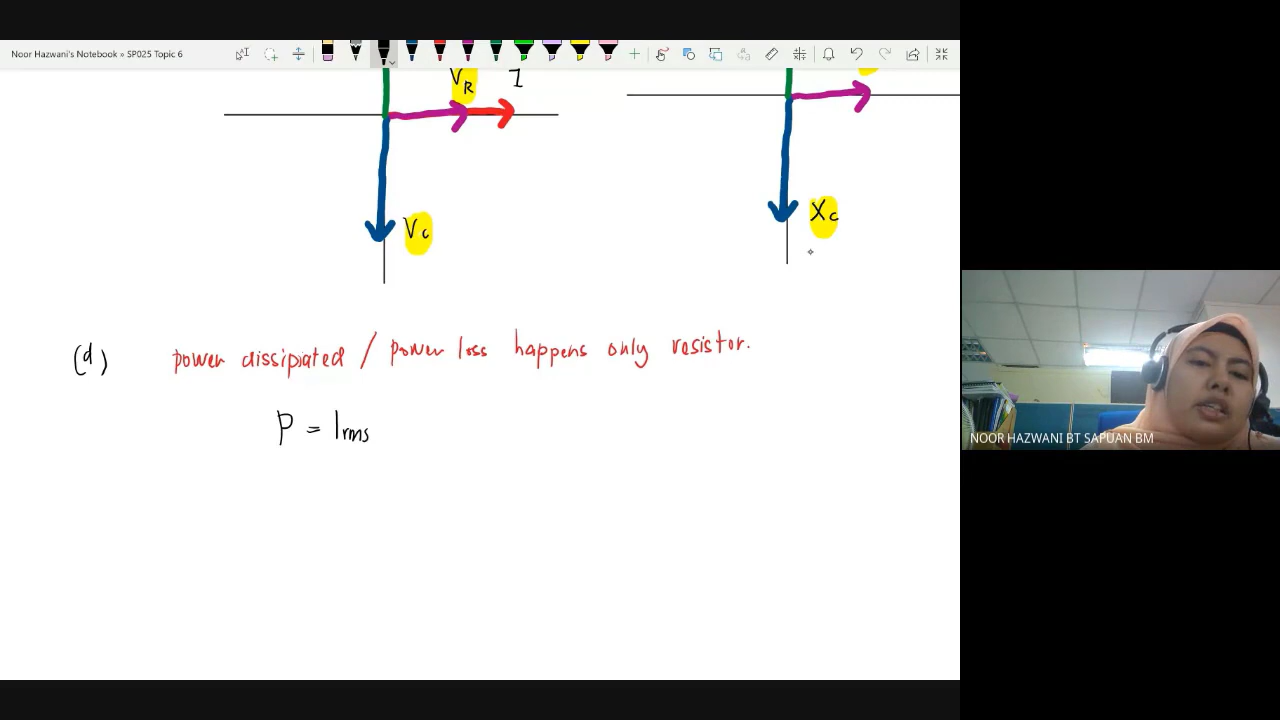 Noor Hazwani's Notebook » SP025 Topic 6
VR I
Vc
Xc
(d) power dissipiated / power loss happens only resistor.
P = Irms
NOOR HAZWANI BT SAPUAN BM